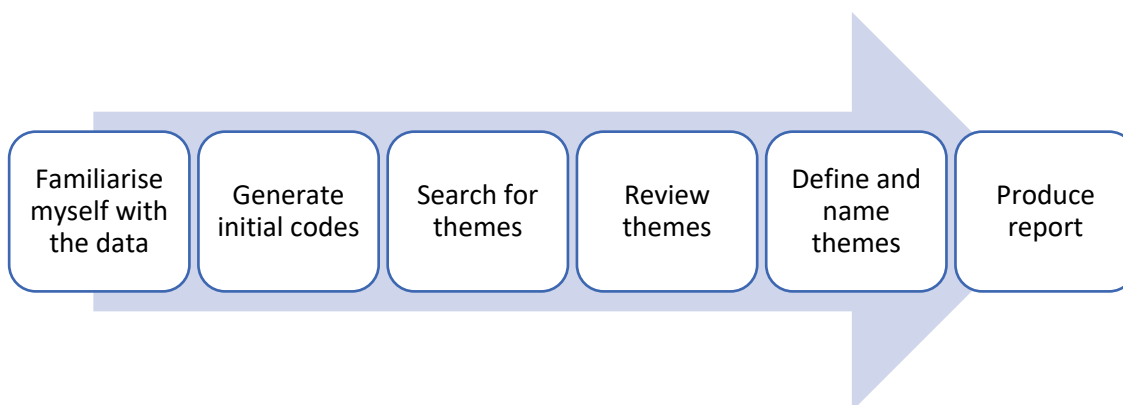 Familiarise
myself with
the data
Generate
initial codes
Search for
themes
Review
themes
Define and
name
themes
Produce
report